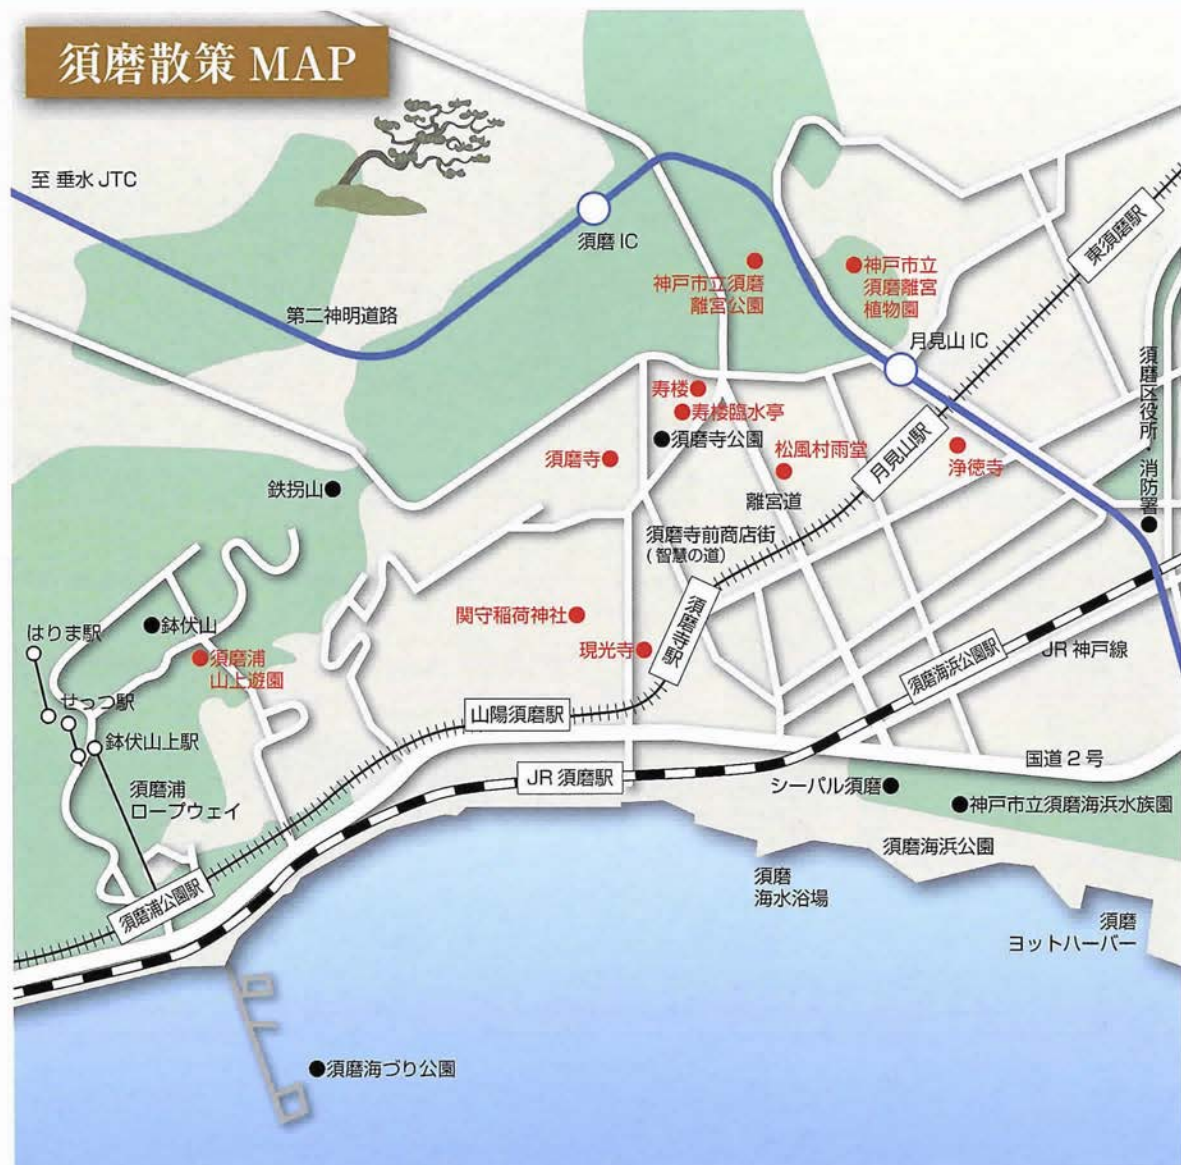 須磨散策 MAP
至 垂水 JTC
須磨 IC
第二神明道路
神戸市立須磨
離宮公園
神戸市立
須磨離宮
植物園
東須磨駅
月見山 IC
須磨区役所・消防署
寿楼
寿楼臨水亭
須磨寺公園
須磨寺
松風村雨堂
月見山駅
浄徳寺
離宮道
鉄拐山
須磨寺前商店街
(智慧の道)
須磨寺駅
関守稲荷神社
現光寺
鉢伏山
はりま駅
須磨浦
山上遊園
せっつ駅
鉢伏山上駅
須磨浦
ロープウェイ
山陽須磨駅
須磨海浜公園駅
JR 神戸線
JR 須磨駅
国道 2 号
シーパル須磨
神戸市立須磨海浜水族園
須磨海浜公園
須磨
海水浴場
須磨
ヨットハーバー
須磨浦公園駅
須磨海づり公園